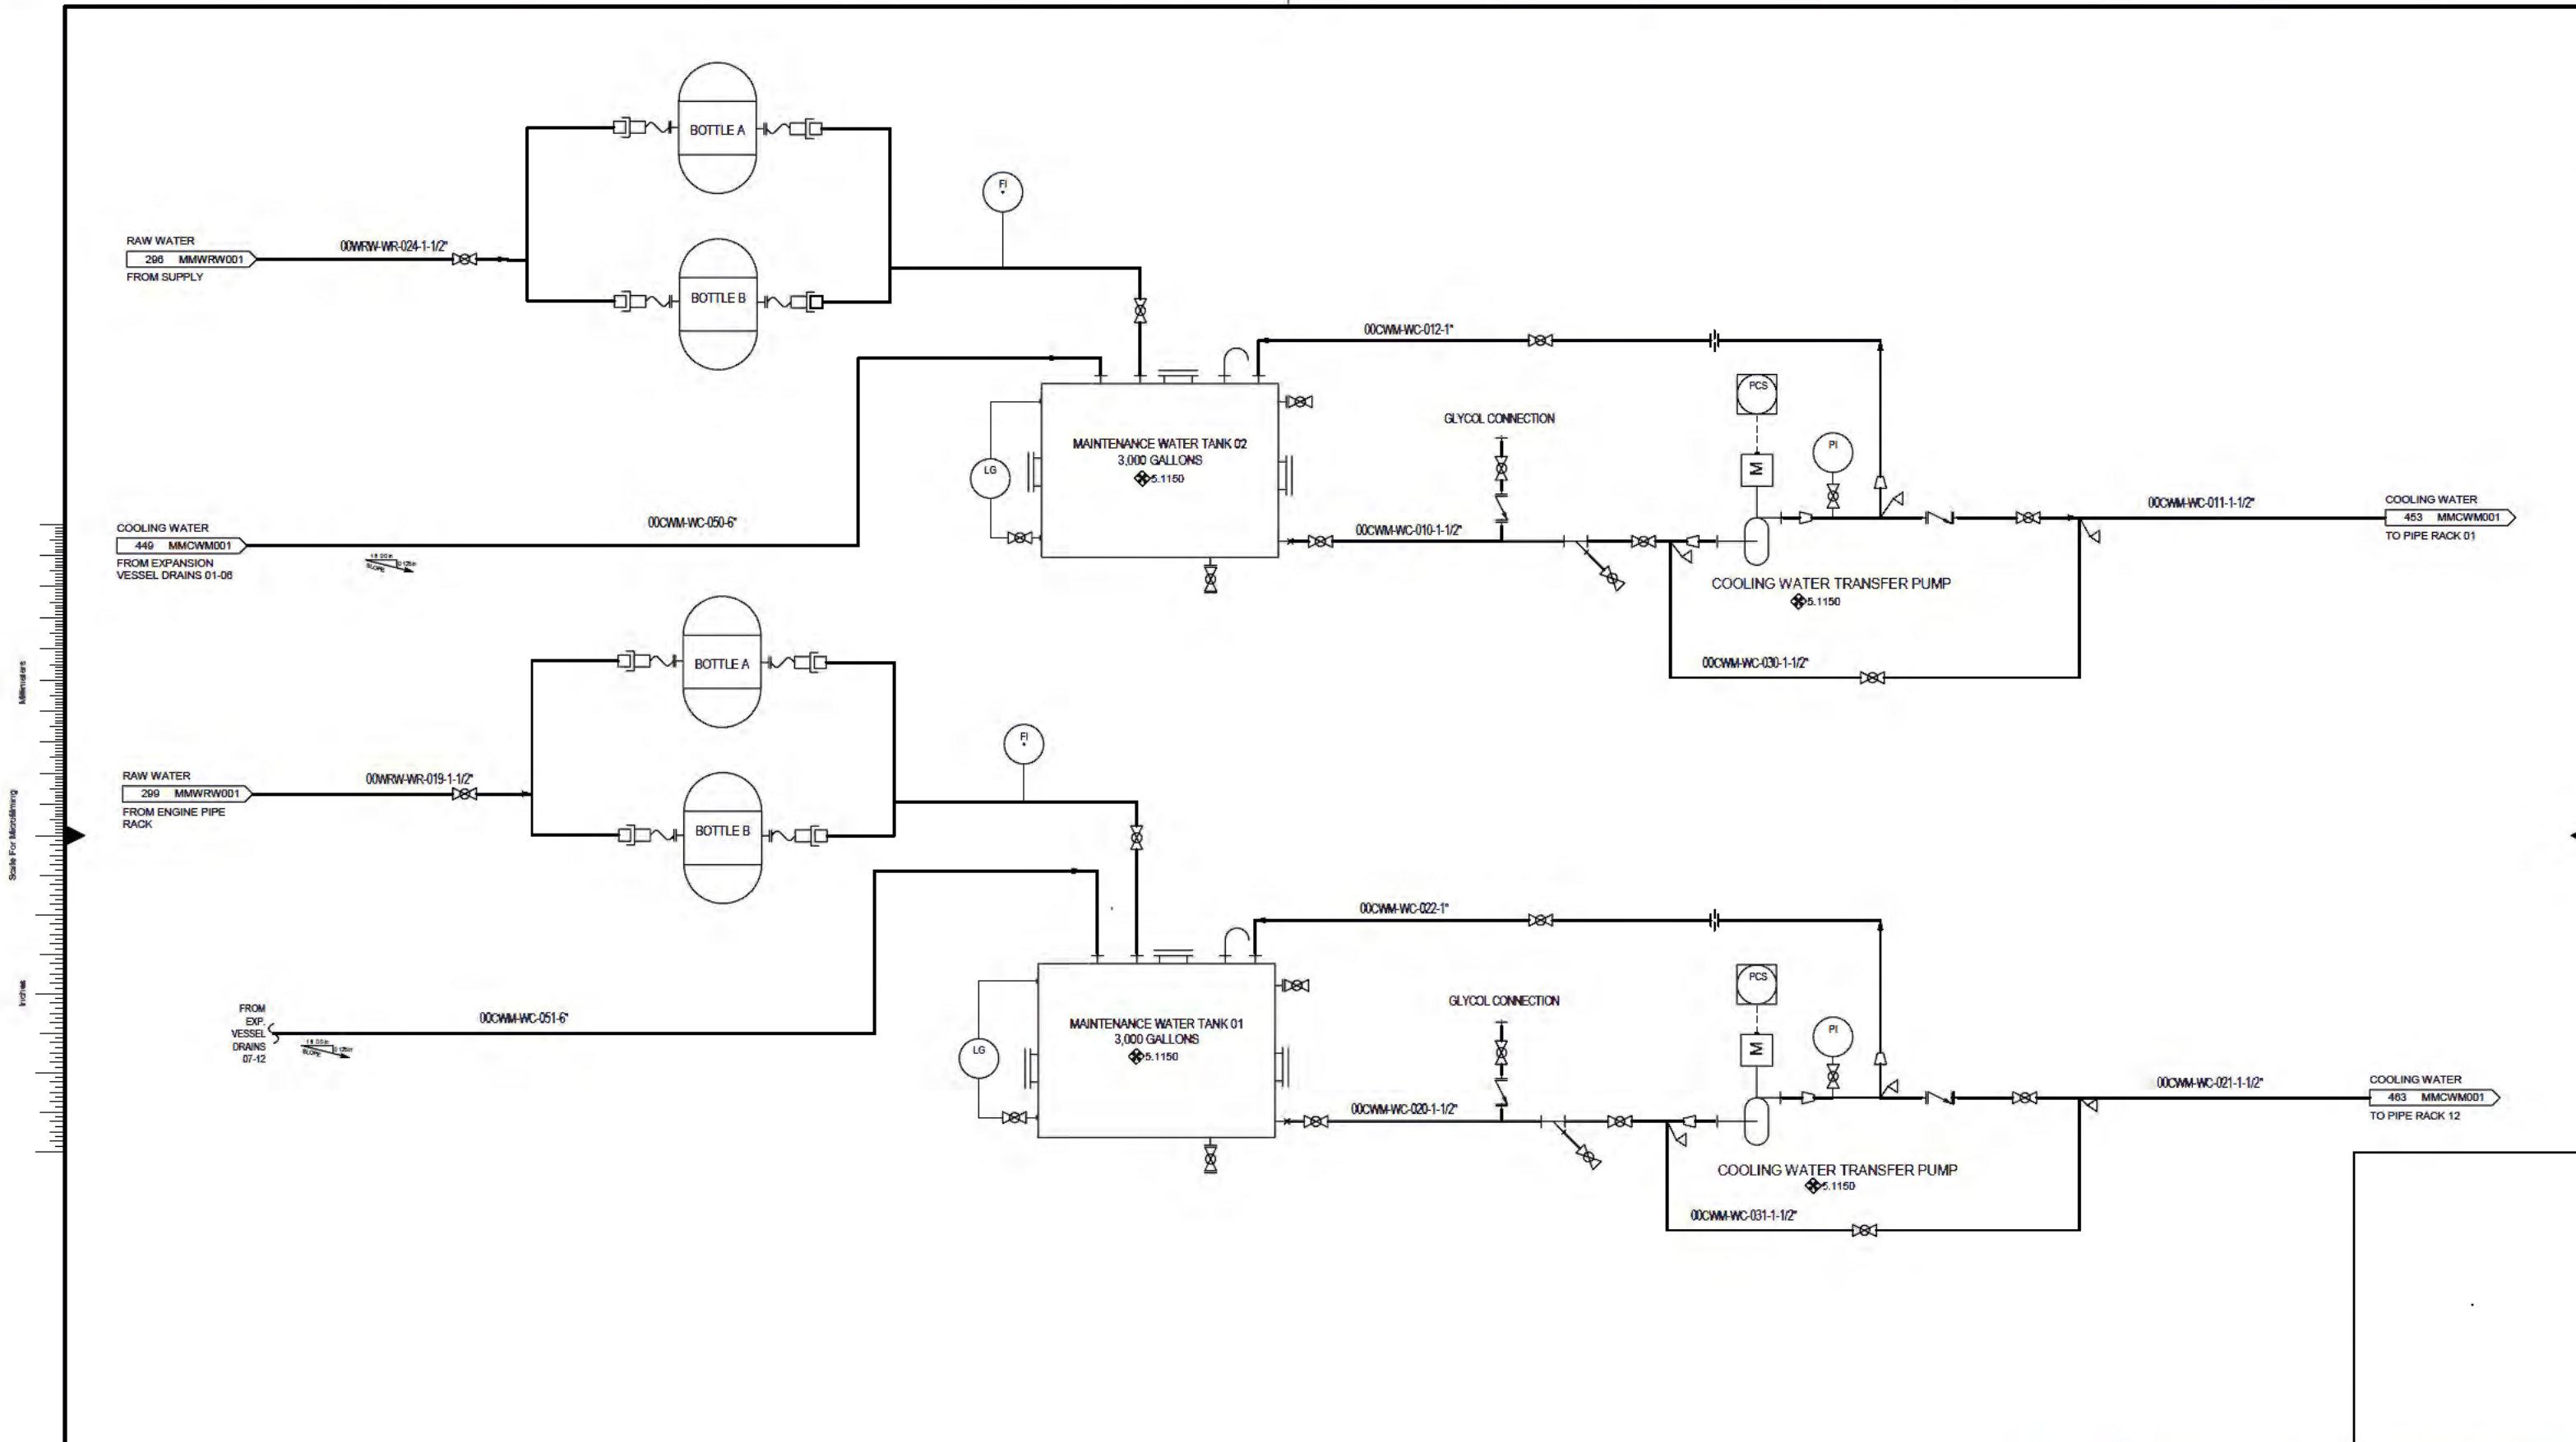 BOTTLE A
FI
RAW WATER
296 MMWRW001
FROM SUPPLY
00WRW-WR-024-1-1/2"
BOTTLE B
00CWM-WC-012-1"
PCS
GLYCOL CONNECTION
MAINTENANCE WATER TANK 02
3,000 GALLONS
5.1150
LG
M
PI
00CWM-WC-050-6"
COOLING WATER
449 MMCWM001
FROM EXPANSION
VESSEL DRAINS 01-06
SLOPE
00CWM-WC-010-1-1/2"
00CWM-WC-011-1-1/2"
COOLING WATER
453 MMCWM001
TO PIPE RACK 01
COOLING WATER TRANSFER PUMP
5.1150
00CWM-WC-030-1-1/2"
BOTTLE A
Millimeters
FI
RAW WATER
299 MMWRW001
FROM ENGINE PIPE
RACK
00WRW-WR-019-1-1/2"
BOTTLE B
Scale For Microfilming
00CWM-WC-022-1"
PCS
GLYCOL CONNECTION
Inches
FROM
EXP.
VESSEL
DRAINS
07-12
00CWM-WC-051-6"
SLOPE
MAINTENANCE WATER TANK 01
3,000 GALLONS
5.1150
LG
M
PI
00CWM-WC-020-1-1/2"
00CWM-WC-021-1-1/2"
COOLING WATER
463 MMCWM001
TO PIPE RACK 12
COOLING WATER TRANSFER PUMP
5.1150
00CWM-WC-031-1-1/2"